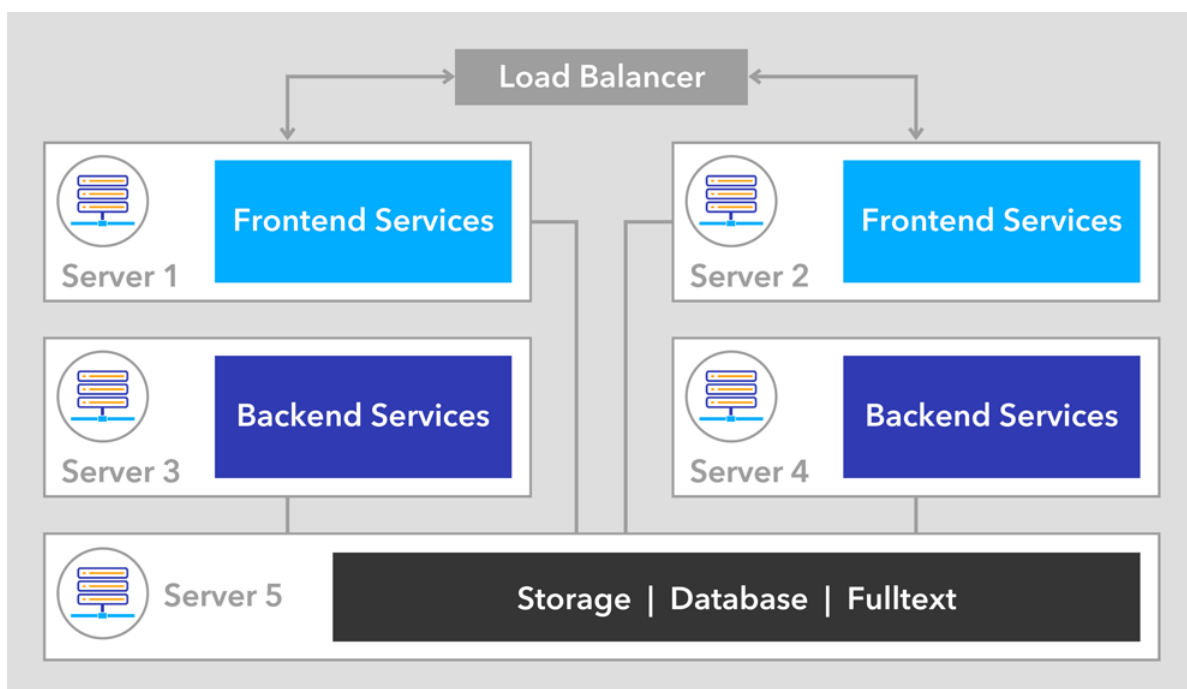 Load Balancer
Frontend Services
Server 1
Frontend Services
Server 2
Backend Services
Server 3
Backend Services
Server 4
Server 5
Storage | Database | Fulltext